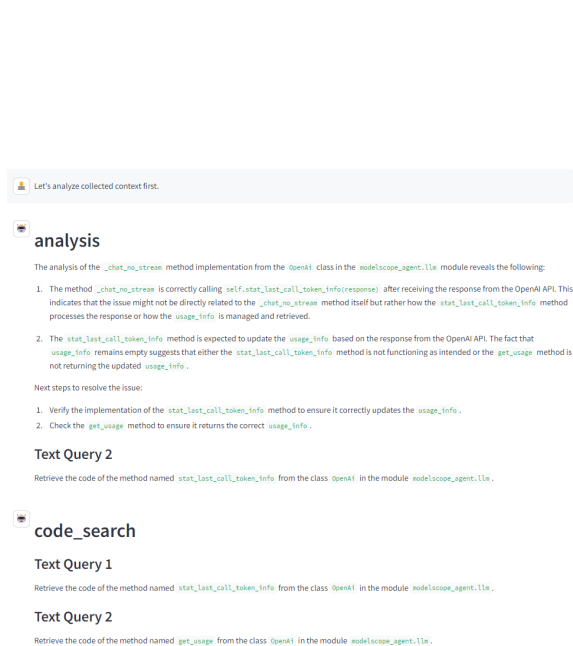 Let's analyze collected context first.
analysis
The analysis of the _chat_no_stream method implementation from the OpenAi class in the modelscope_agent.llm module reveals the following:
1. The method _chat_no_stream is correctly calling self.stat_last_call_token_info(response) after receiving the response from the OpenAI API. This
indicates that the issue might not be directly related to the _chat_no_stream method itself but rather how the stat_last_call_token_info method
processes the response or how the usage_info is managed and retrieved.
2. The stat_last_call_token_info method is expected to update the usage_info based on the response from the OpenAI API. The fact that
usage_info remains empty suggests that either the stat_last_call_token_info method is not functioning as intended or the get_usage method is
not returning the updated usage_info.
Next steps to resolve the issue:
1. Verify the implementation of the stat_last_call_token_info method to ensure it correctly updates the usage_info.
2. Check the get_usage method to ensure it returns the correct usage_info.
Text Query 2
Retrieve the code of the method named stat_last_call_token_info from the class OpenAi in the module modelscope_agent.llm.
code_search
Text Query 1
Retrieve the code of the method named stat_last_call_token_info from the class OpenAi in the module modelscope_agent.llm.
Text Query 2
Retrieve the code of the method named get_usage from the class OpenAi in the module modelscope_agent.llm.